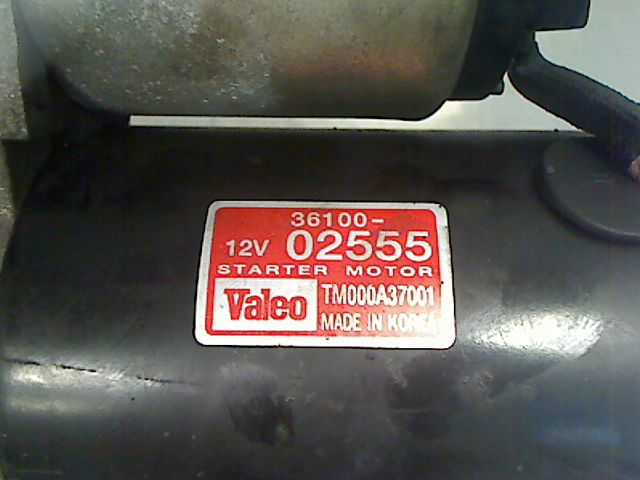 36100-
12V 02555
STARTER MOTOR
Valeo TM000A37001
MADE IN KOREA